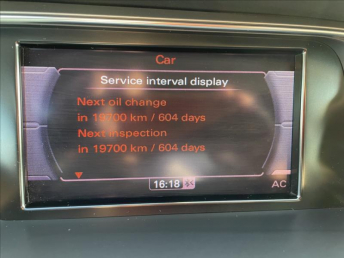 Car
Service interval display
Next oil change
in 19700 km / 604 days
Next inspection
in 19700 km / 604 days
16:18
AC